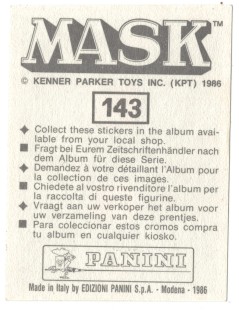 MASK™
© KENNER PARKER TOYS INC. (KPT) 1986
143
◆ Collect these stickers in the album avai-
lable from your local shop.
■ Fragt bei Eurem Zeitschriftenhändler nach
dem Album für diese Serie.
◆ Demandez à votre détaillant l'Album pour
la collection de ces images.
■ Chiedete al vostro rivenditore l'album per
la raccolta di queste figurine.
◆ Vraagt aan uw verkoper het album voor
uw verzameling van deze prentjes.
■ Para coleccionar estos cromos compra
tu album en cualquier kiosko.
PANINI
Made in Italy by EDIZIONI PANINI S.p.A. - Modena - 1986